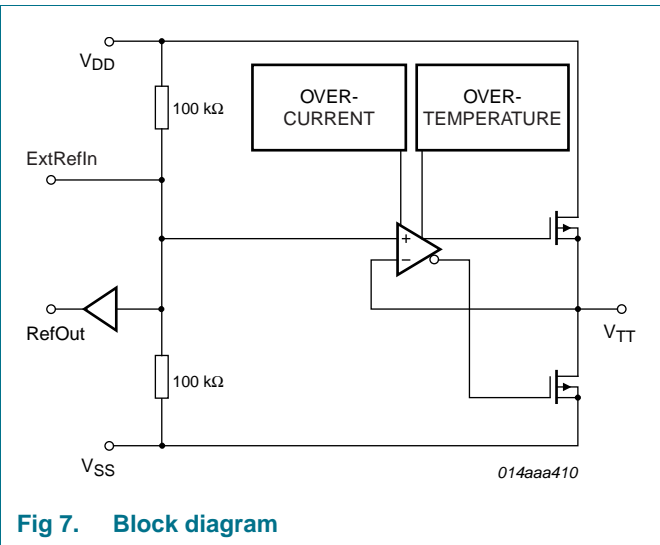 VDD
100 kΩ
OVER-
CURRENT
OVER-
TEMPERATURE
ExtRefIn
+
−
RefOut
VTT
100 kΩ
VSS
014aaa410
Fig 7. Block diagram